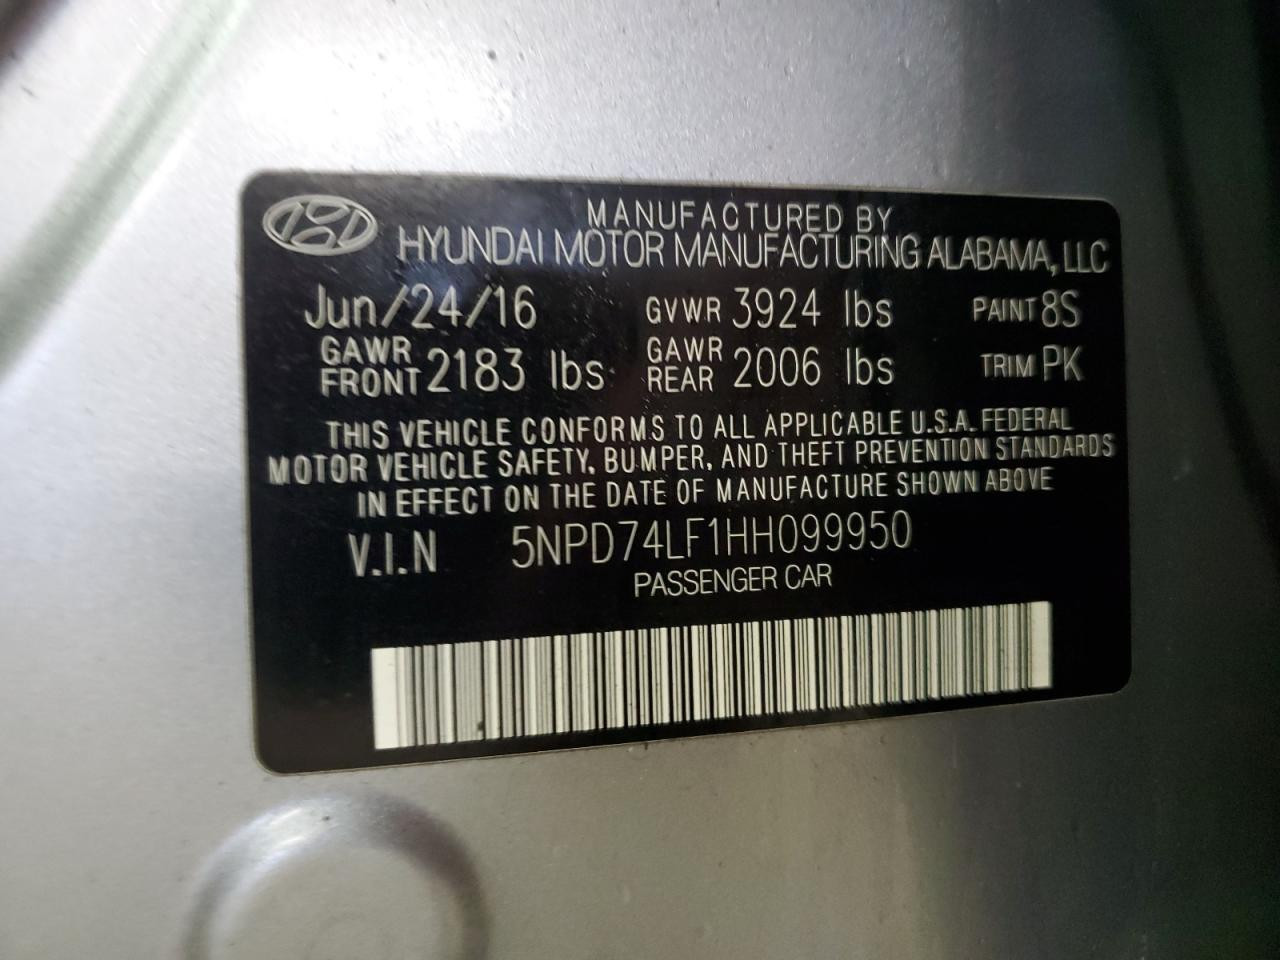 MANUFACTURED BY
HYUNDAI MOTOR MANUFACTURING ALABAMA, LLC
Jun/24/16 GVWR 3924 lbs PAINT 8S
GAWR FRONT 2183 lbs GAWR REAR 2006 lbs TRIM PK
THIS VEHICLE CONFORMS TO ALL APPLICABLE U.S.A. FEDERAL
MOTOR VEHICLE SAFETY, BUMPER, AND THEFT PREVENTION STANDARDS
IN EFFECT ON THE DATE OF MANUFACTURE SHOWN ABOVE
V.I.N 5NPD74LF1HH099950
PASSENGER CAR